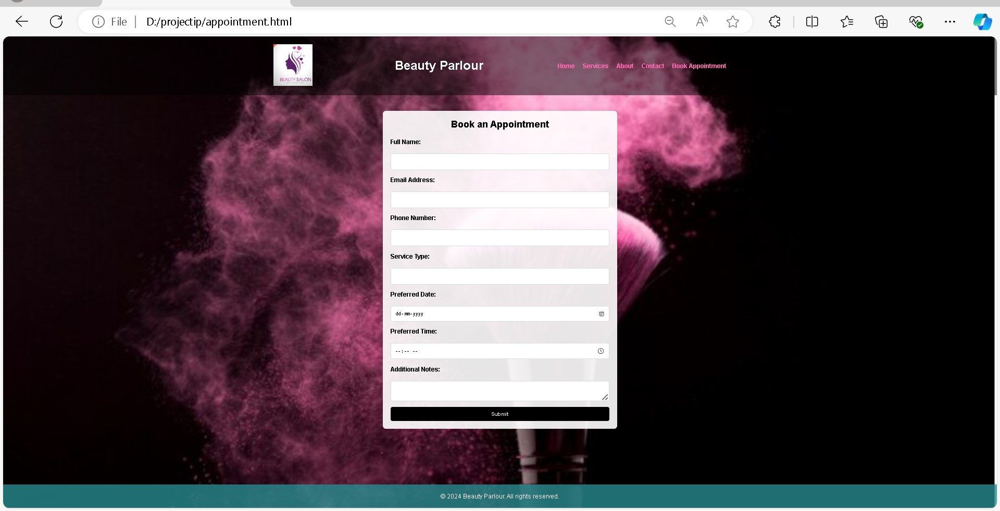 File D:/projectip/appointment.html
BEAUTY SALON
Beauty Parlour
Home Services About Contact Book Appointment
Book an Appointment
Full Name:
Email Address:
Phone Number:
Service Type:
Preferred Date:
dd-mm-yyyy
Preferred Time:
--:-- --
Additional Notes:
Submit
© 2024 Beauty Parlour. All rights reserved.